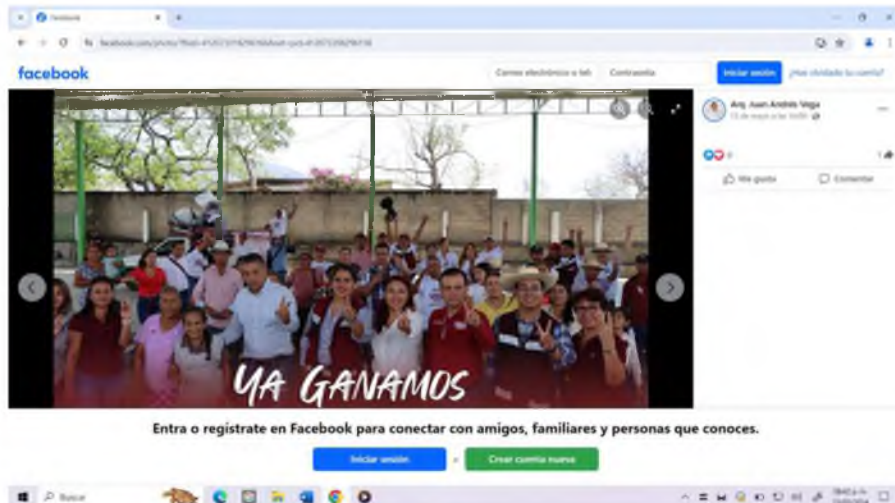 Facebook
facebook
Correo electrónico o tel
Contraseña
Iniciar sesión
¿Has olvidado tu cuenta?
Arq. Juan Andrés Vega
Me gusta
Comentar
YA GANAMOS
Entra o regístrate en Facebook para conectar con amigos, familiares y personas que conoces.
Iniciar sesión
o
Crear cuenta nueva
Buscar